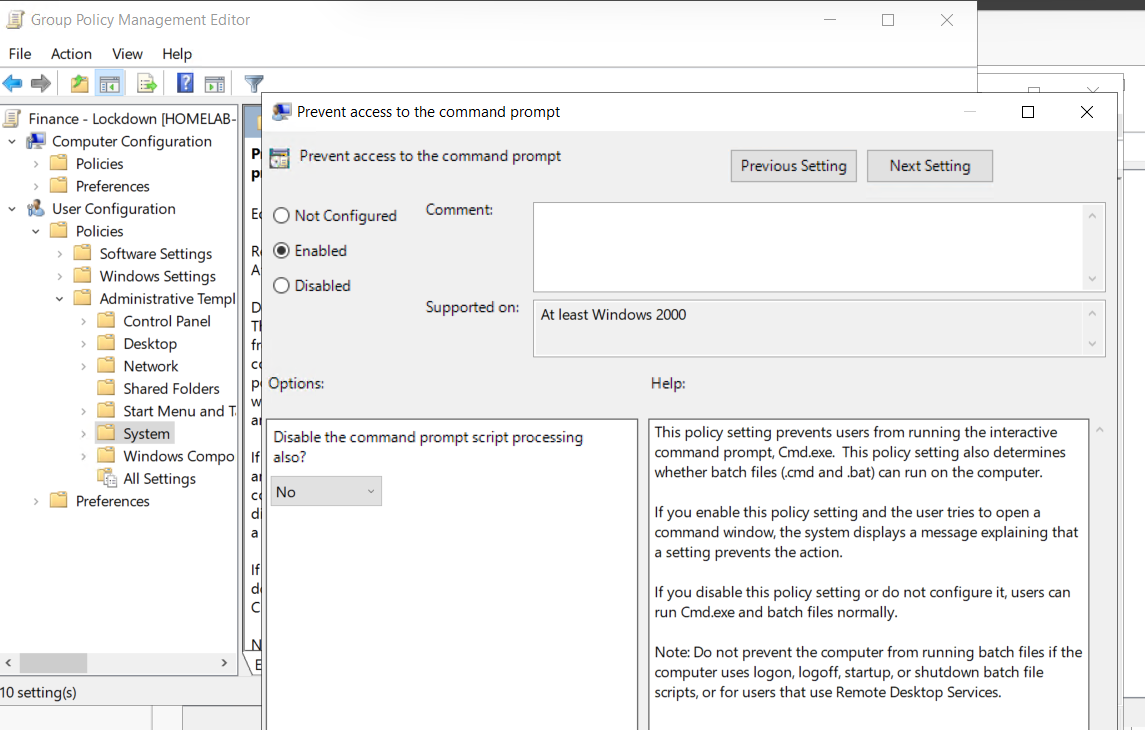 Group Policy Management Editor
File Action View Help
Finance - Lockdown [HOMELAB-
Computer Configuration
Policies
Preferences
User Configuration
Policies
Software Settings
Windows Settings
Administrative Templ
Control Panel
Desktop
Network
Shared Folders
Start Menu and T
System
Windows Compo
All Settings
Preferences
10 setting(s)
Prevent access to the command prompt
Prevent access to the command prompt
Previous Setting Next Setting
Not Configured
Enabled
Disabled
Comment:
Supported on:
At least Windows 2000
Options:
Help:
Disable the command prompt script processing
also?
No
This policy setting prevents users from running the interactive
command prompt, Cmd.exe. This policy setting also determines
whether batch files (.cmd and .bat) can run on the computer.
If you enable this policy setting and the user tries to open a
command window, the system displays a message explaining that
a setting prevents the action.
If you disable this policy setting or do not configure it, users can
run Cmd.exe and batch files normally.
Note: Do not prevent the computer from running batch files if the
computer uses logon, logoff, startup, or shutdown batch file
scripts, or for users that use Remote Desktop Services.